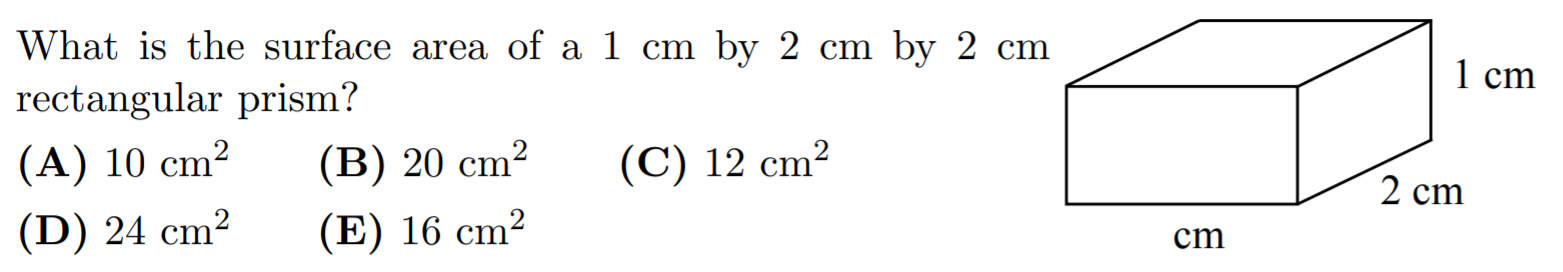 What is the surface area of a 1 cm by 2 cm by 2 cm
rectangular prism?
(A) 10 cm² (B) 20 cm² (C) 12 cm²
(D) 24 cm² (E) 16 cm²
1 cm
2 cm
cm